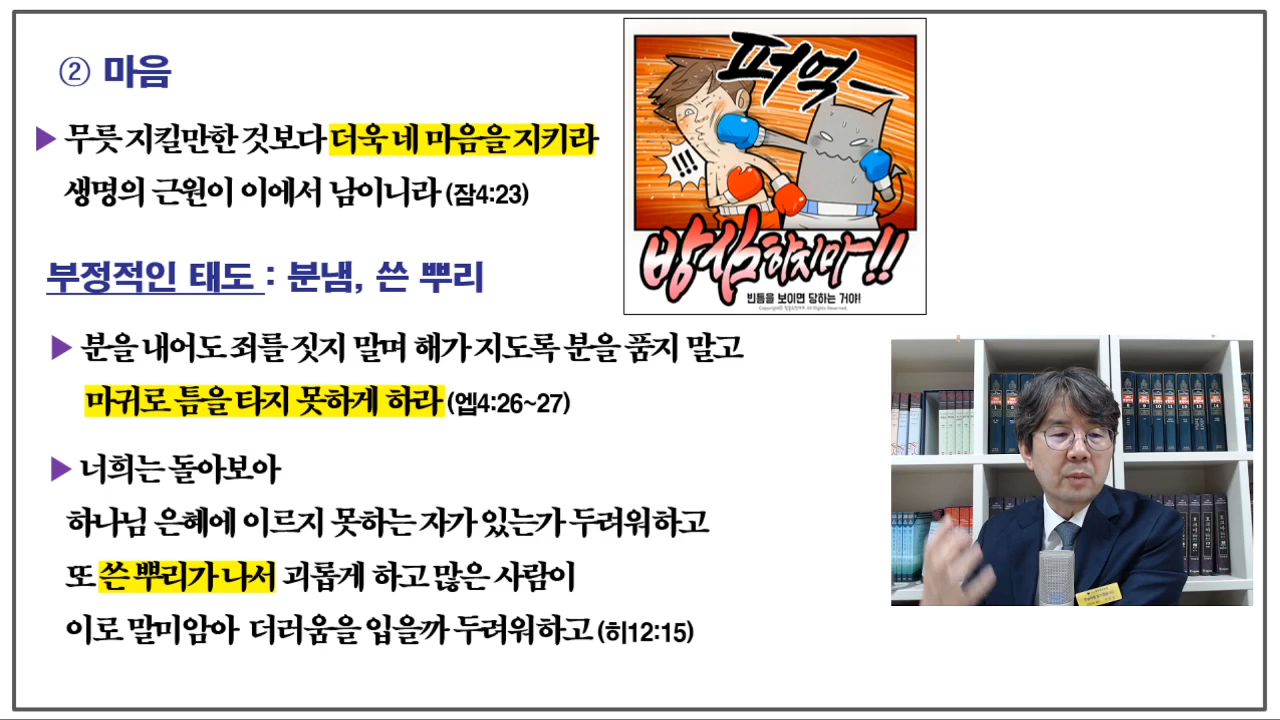 ② 마음
▶ 무릇 지킬만한 것보다 더욱 네 마음을 지키라
생명의 근원이 이에서 남이니라 (잠4:23)
부정적인 태도 : 분냄, 쓴 뿌리
▶ 분을 내어도 죄를 짓지 말며 해가 지도록 분을 품지 말고
마귀로 틈을 타지 못하게 하라 (엡4:26~27)
▶ 너희는 돌아보아
하나님 은혜에 이르지 못하는 자가 있는가 두려워하고
또 쓴 뿌리가 나서 괴롭게 하고 많은 사람이
이로 말미암아 더러움을 입을까 두려워하고 (히12:15)
퍼억~
!!!
방심하지마~!!
빈틈을 보이면 당하는 거야!